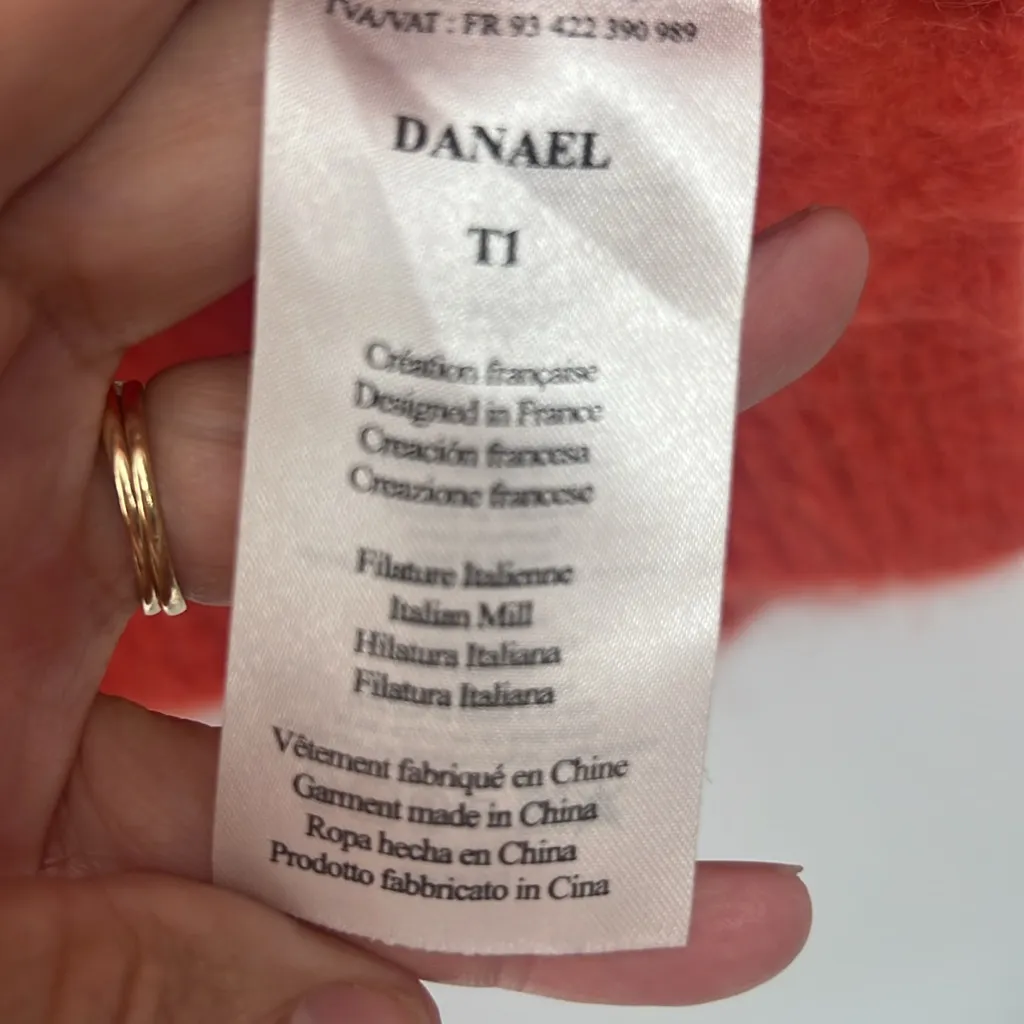 TVA/VAT : FR 93 422 390 989
DANAEL
T1
Création française
Designed in France
Creación francesa
Creazione francese
Filature Italienne
Italian Mill
Hilatura Italiana
Filatura Italiana
Vêtement fabriqué en Chine
Garment made in China
Ropa hecha en China
Prodotto fabbricato in Cina